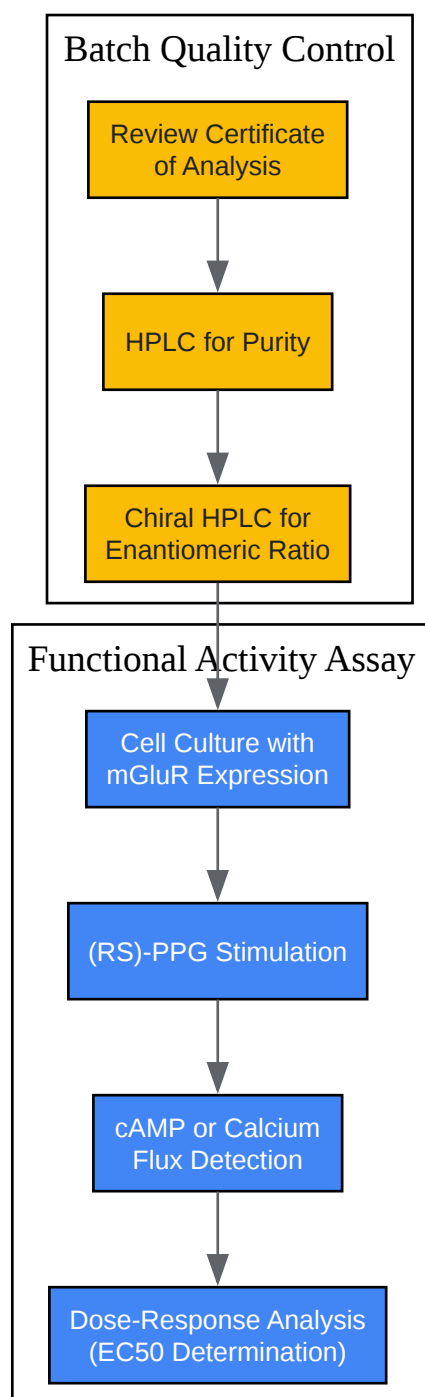 Batch Quality Control
Review Certificate
of Analysis
HPLC for Purity
Chiral HPLC for
Enantiomeric Ratio
Functional Activity Assay
Cell Culture with
mGluR Expression
(RS)-PPG Stimulation
cAMP or Calcium
Flux Detection
Dose-Response Analysis
(EC50 Determination)